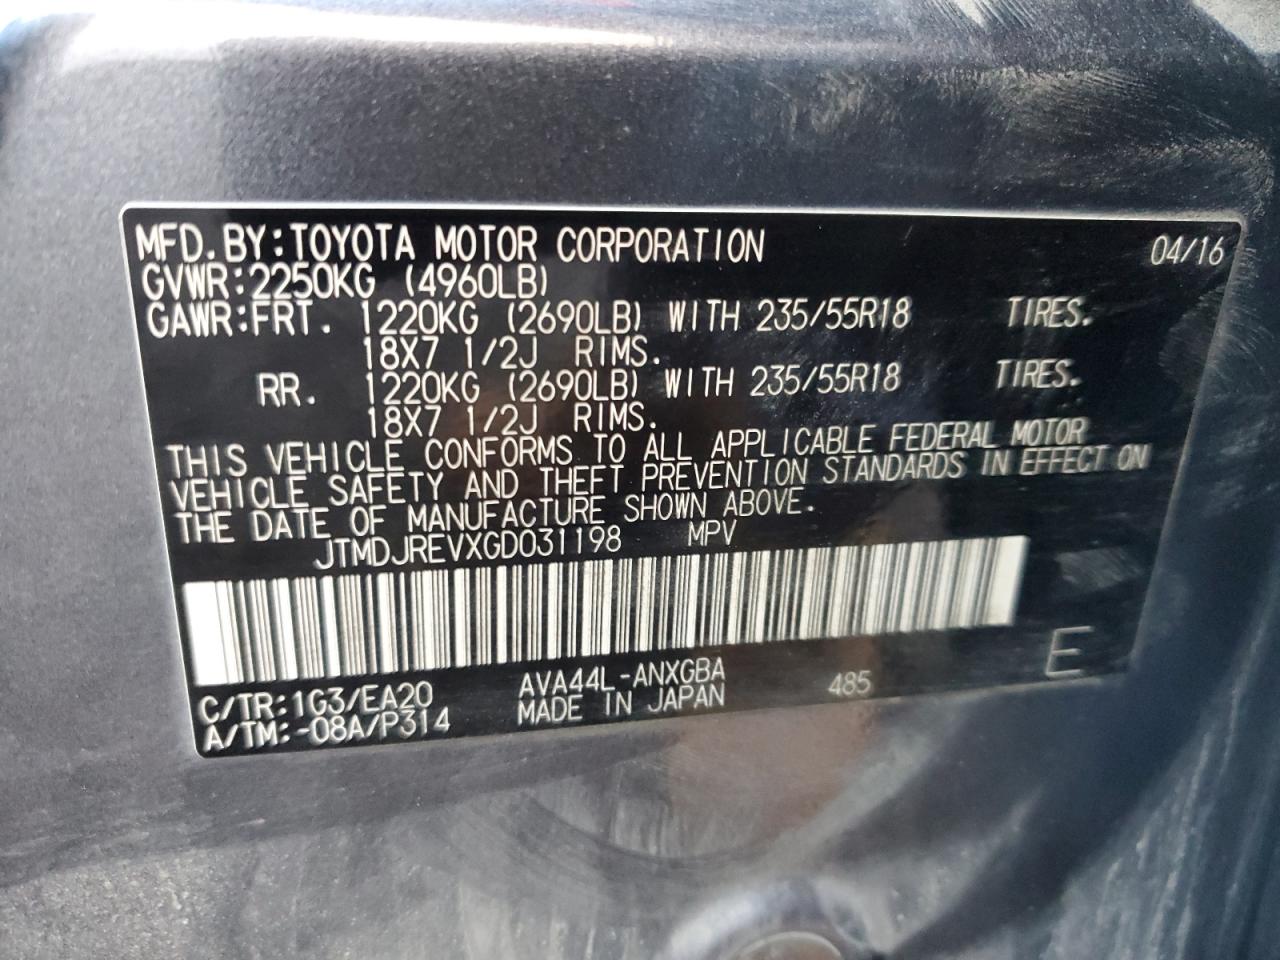 MFD.BY:TOYOTA MOTOR CORPORATION 04/16
GVWR:2250KG (4960LB)
GAWR:FRT. 1220KG (2690LB) WITH 235/55R18 TIRES.
18X7 1/2J RIMS.
RR. 1220KG (2690LB) WITH 235/55R18 TIRES.
18X7 1/2J RIMS.
THIS VEHICLE CONFORMS TO ALL APPLICABLE FEDERAL MOTOR
VEHICLE SAFETY AND THEFT PREVENTION STANDARDS IN EFFECT ON
THE DATE OF MANUFACTURE SHOWN ABOVE.
JTMDJREVXGD031198 MPV
E
C/TR:1G3/EA20 AVA44L-ANXGBA 485
A/TM:-08A/P314 MADE IN JAPAN